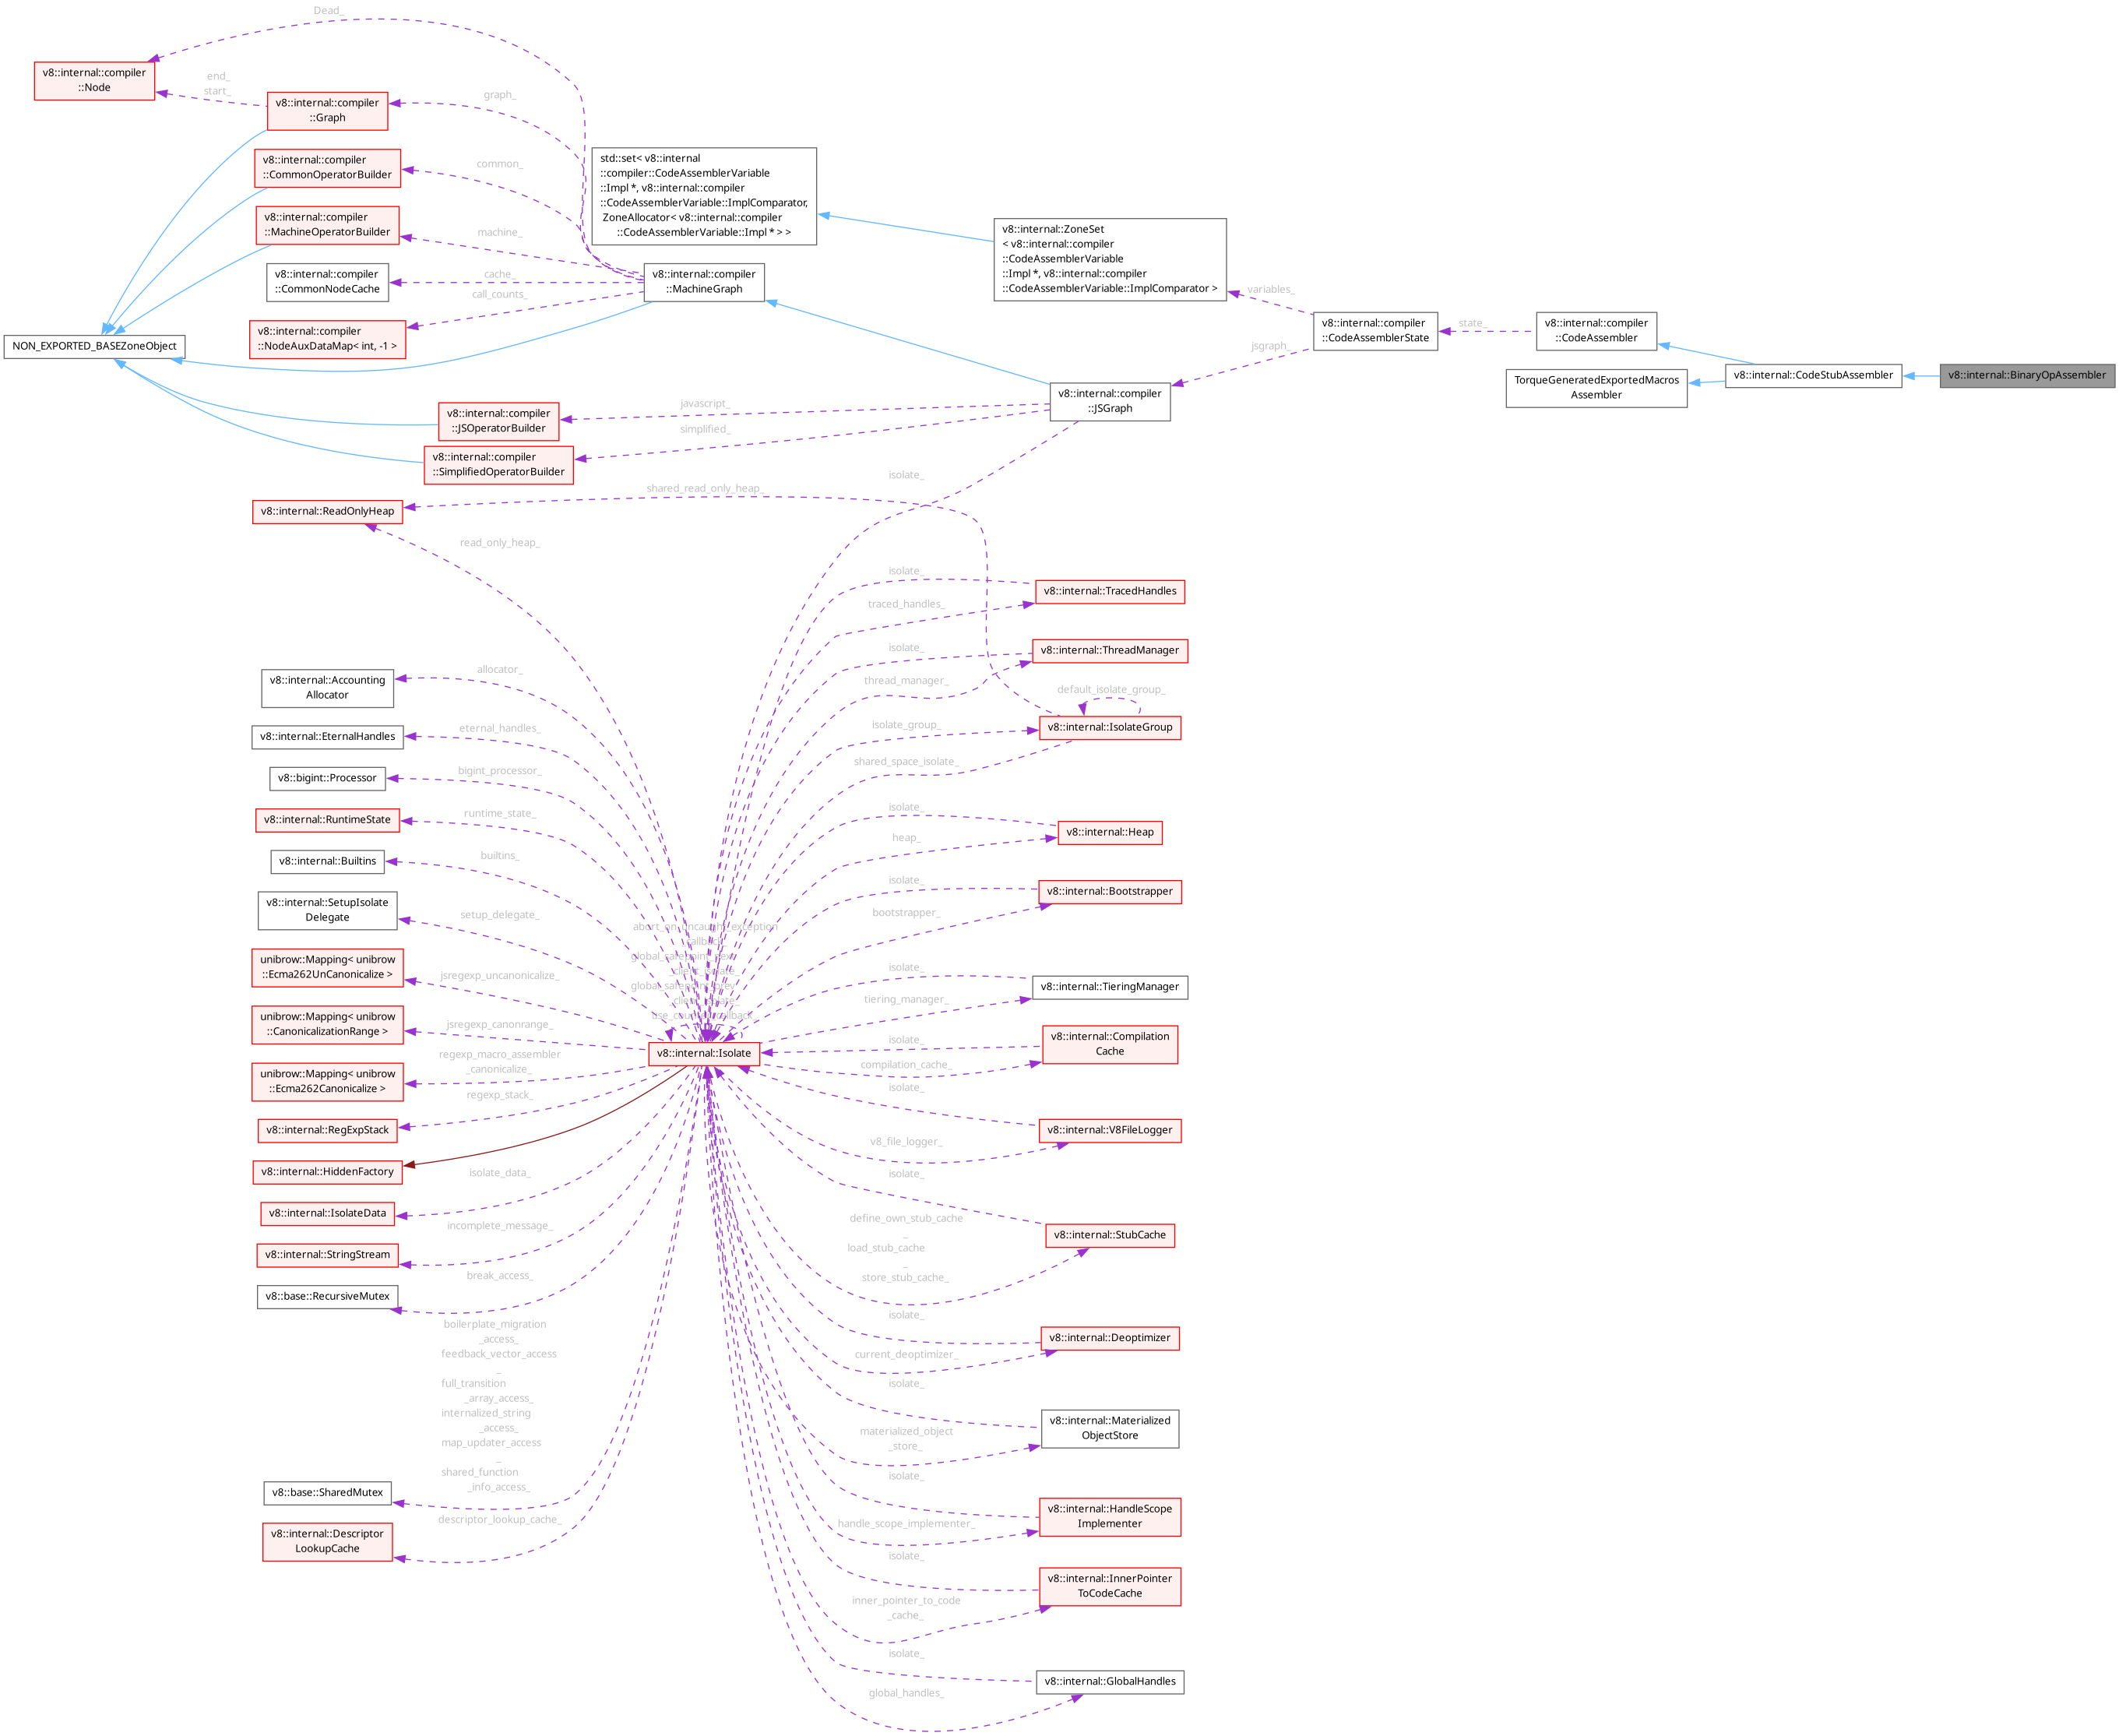 Dead_
v8::internal::compiler
::Node
end_
start_
v8::internal::compiler
::Graph
graph_
v8::internal::compiler
::CommonOperatorBuilder
common_
v8::internal::compiler
::MachineOperatorBuilder
machine_
v8::internal::compiler
::CommonNodeCache
cache_
call_counts_
v8::internal::compiler
::NodeAuxDataMap< int, -1 >
NON_EXPORTED_BASEZoneObject
std::set< v8::internal
::compiler::CodeAssemblerVariable
::Impl *, v8::internal::compiler
::CodeAssemblerVariable::ImplComparator,
ZoneAllocator< v8::internal::compiler
::CodeAssemblerVariable::Impl * > >
v8::internal::compiler
::MachineGraph
v8::internal::ZoneSet
< v8::internal::compiler
::CodeAssemblerVariable
::Impl *, v8::internal::compiler
::CodeAssemblerVariable::ImplComparator >
variables_
v8::internal::compiler
::CodeAssemblerState
state_
v8::internal::compiler
::CodeAssembler
jsgraph_
TorqueGeneratedExportedMacros
Assembler
v8::internal::CodeStubAssembler
v8::internal::BinaryOpAssembler
v8::internal::compiler
::JSGraph
javascript_
v8::internal::compiler
::JSOperatorBuilder
simplified_
v8::internal::compiler
::SimplifiedOperatorBuilder
isolate_
shared_read_only_heap_
v8::internal::ReadOnlyHeap
read_only_heap_
isolate_
v8::internal::TracedHandles
traced_handles_
isolate_
v8::internal::ThreadManager
thread_manager_
v8::internal::Accounting
Allocator
allocator_
default_isolate_group_
isolate_group_
v8::internal::IsolateGroup
v8::internal::EternalHandles
eternal_handles_
shared_space_isolate_
v8::bigint::Processor
bigint_processor_
v8::internal::RuntimeState
runtime_state_
isolate_
v8::internal::Heap
heap_
v8::internal::Builtins
builtins_
isolate_
v8::internal::Bootstrapper
bootstrapper_
v8::internal::SetupIsolate
Delegate
setup_delegate_
abort_on_uncaught_exception
_callback_
global_safepoint_next
_client_isolate_
global_safepoint_prev
_client_isolate_
use_counter_callback_
unibrow::Mapping< unibrow
::Ecma262UnCanonicalize >
jsregexp_uncanonicalize_
isolate_
v8::internal::TieringManager
tiering_manager_
unibrow::Mapping< unibrow
::CanonicalizationRange >
jsregexp_canonrange_
v8::internal::Isolate
isolate_
v8::internal::Compilation
Cache
compilation_cache_
unibrow::Mapping< unibrow
::Ecma262Canonicalize >
regexp_macro_assembler
_canonicalize_
isolate_
v8::internal::RegExpStack
regexp_stack_
v8::internal::V8FileLogger
v8_file_logger_
v8::internal::HiddenFactory
isolate_
v8::internal::IsolateData
isolate_data_
define_own_stub_cache
_
load_stub_cache
_
store_stub_cache_
v8::internal::StubCache
v8::internal::StringStream
incomplete_message_
v8::base::RecursiveMutex
break_access_
isolate_
v8::internal::Deoptimizer
current_deoptimizer_
boilerplate_migration
_access_
feedback_vector_access
_
full_transition
_array_access_
internalized_string
_access_
map_updater_access
_
shared_function
_info_access_
v8::base::SharedMutex
isolate_
v8::internal::Materialized
ObjectStore
materialized_object
_store_
isolate_
v8::internal::HandleScope
Implementer
handle_scope_implementer_
descriptor_lookup_cache_
v8::internal::Descriptor
LookupCache
isolate_
v8::internal::InnerPointer
ToCodeCache
inner_pointer_to_code
_cache_
isolate_
v8::internal::GlobalHandles
global_handles_